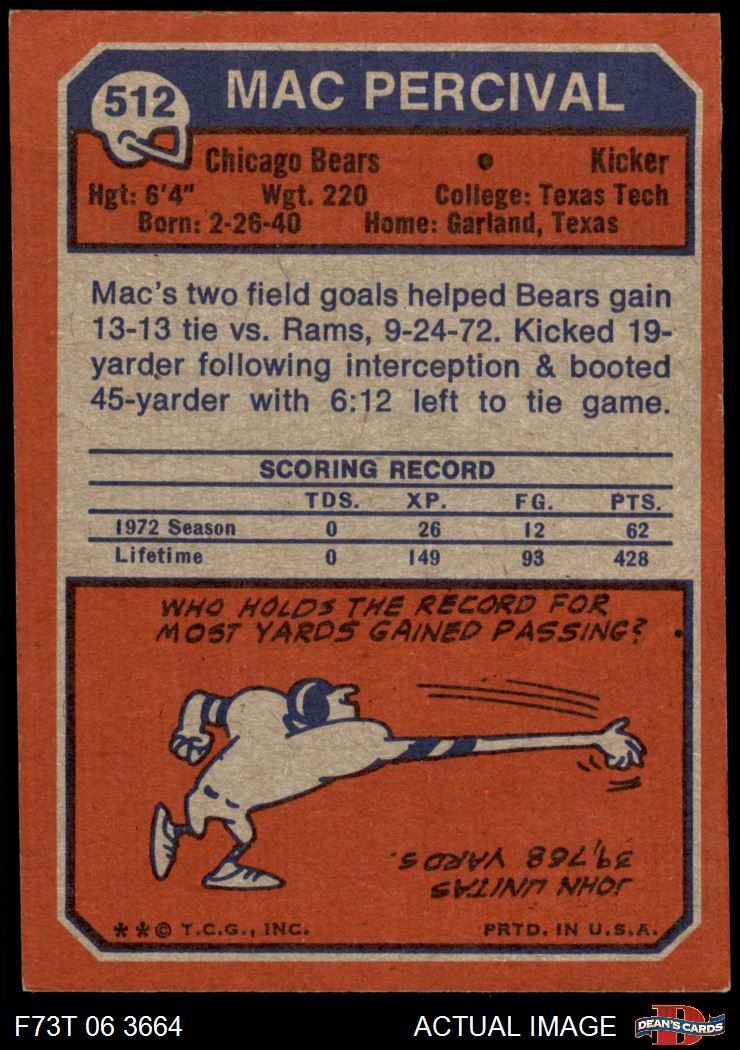 512
MAC PERCIVAL
Chicago Bears • Kicker
Hgt: 6'4" Wgt. 220 College: Texas Tech
Born: 2-26-40 Home: Garland, Texas
Mac's two field goals helped Bears gain
13-13 tie vs. Rams, 9-24-72. Kicked 19-
yarder following interception & booted
45-yarder with 6:12 left to tie game.
SCORING RECORD
TDS. XP. FG. PTS.
1972 Season 0 26 12 62
Lifetime 0 149 93 428
WHO HOLDS THE RECORD FOR
MOST YARDS GAINED PASSING?
JOHN UNITAS
39,768 YARDS.
**© T.C.G., INC. PRTD. IN U.S.A.
F73T 06 3664 ACTUAL IMAGE
D
DEAN'S CARDS